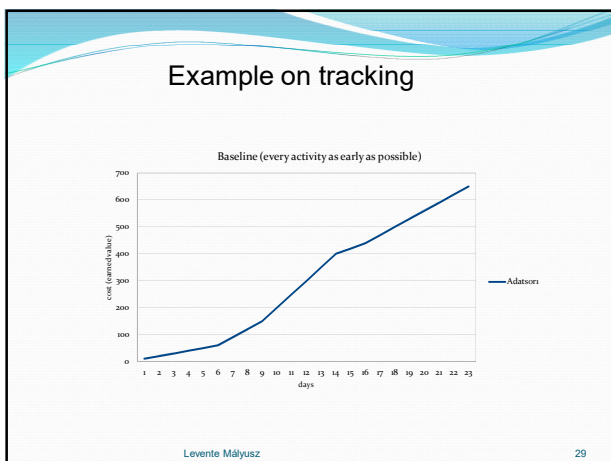 Example on tracking
Baseline (every activity as early as possible)
700
600
500
400
300
200
100
0
cost (earned value)
1 2 3 4 5 6 7 8 9 10 11 12 13 14 15 16 17 18 19 20 21 22 23
days
Adatsor1
Levente Mályusz 29